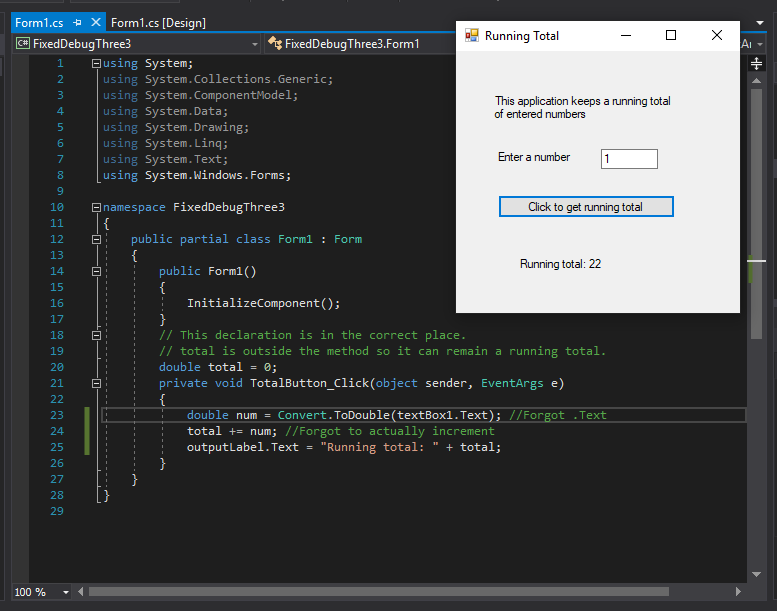 Form1.cs
Form1.cs [Design]
C# FixedDebugThree3
FixedDebugThree3.Form1
1 using System;
2 using System.Collections.Generic;
3 using System.ComponentModel;
4 using System.Data;
5 using System.Drawing;
6 using System.Linq;
7 using System.Text;
8 using System.Windows.Forms;
9
10 namespace FixedDebugThree3
11 {
12 public partial class Form1 : Form
13 {
14 public Form1()
15 {
16 InitializeComponent();
17 }
18 // This declaration is in the correct place.
19 // total is outside the method so it can remain a running total.
20 double total = 0;
21 private void TotalButton_Click(object sender, EventArgs e)
22 {
23 double num = Convert.ToDouble(textBox1.Text); //Forgot .Text
24 total += num; //Forgot to actually increment
25 outputLabel.Text = "Running total: " + total;
26 }
27 }
28 }
29
100 %
Running Total
This application keeps a running total
of entered numbers
Enter a number
1
Click to get running total
Running total: 22